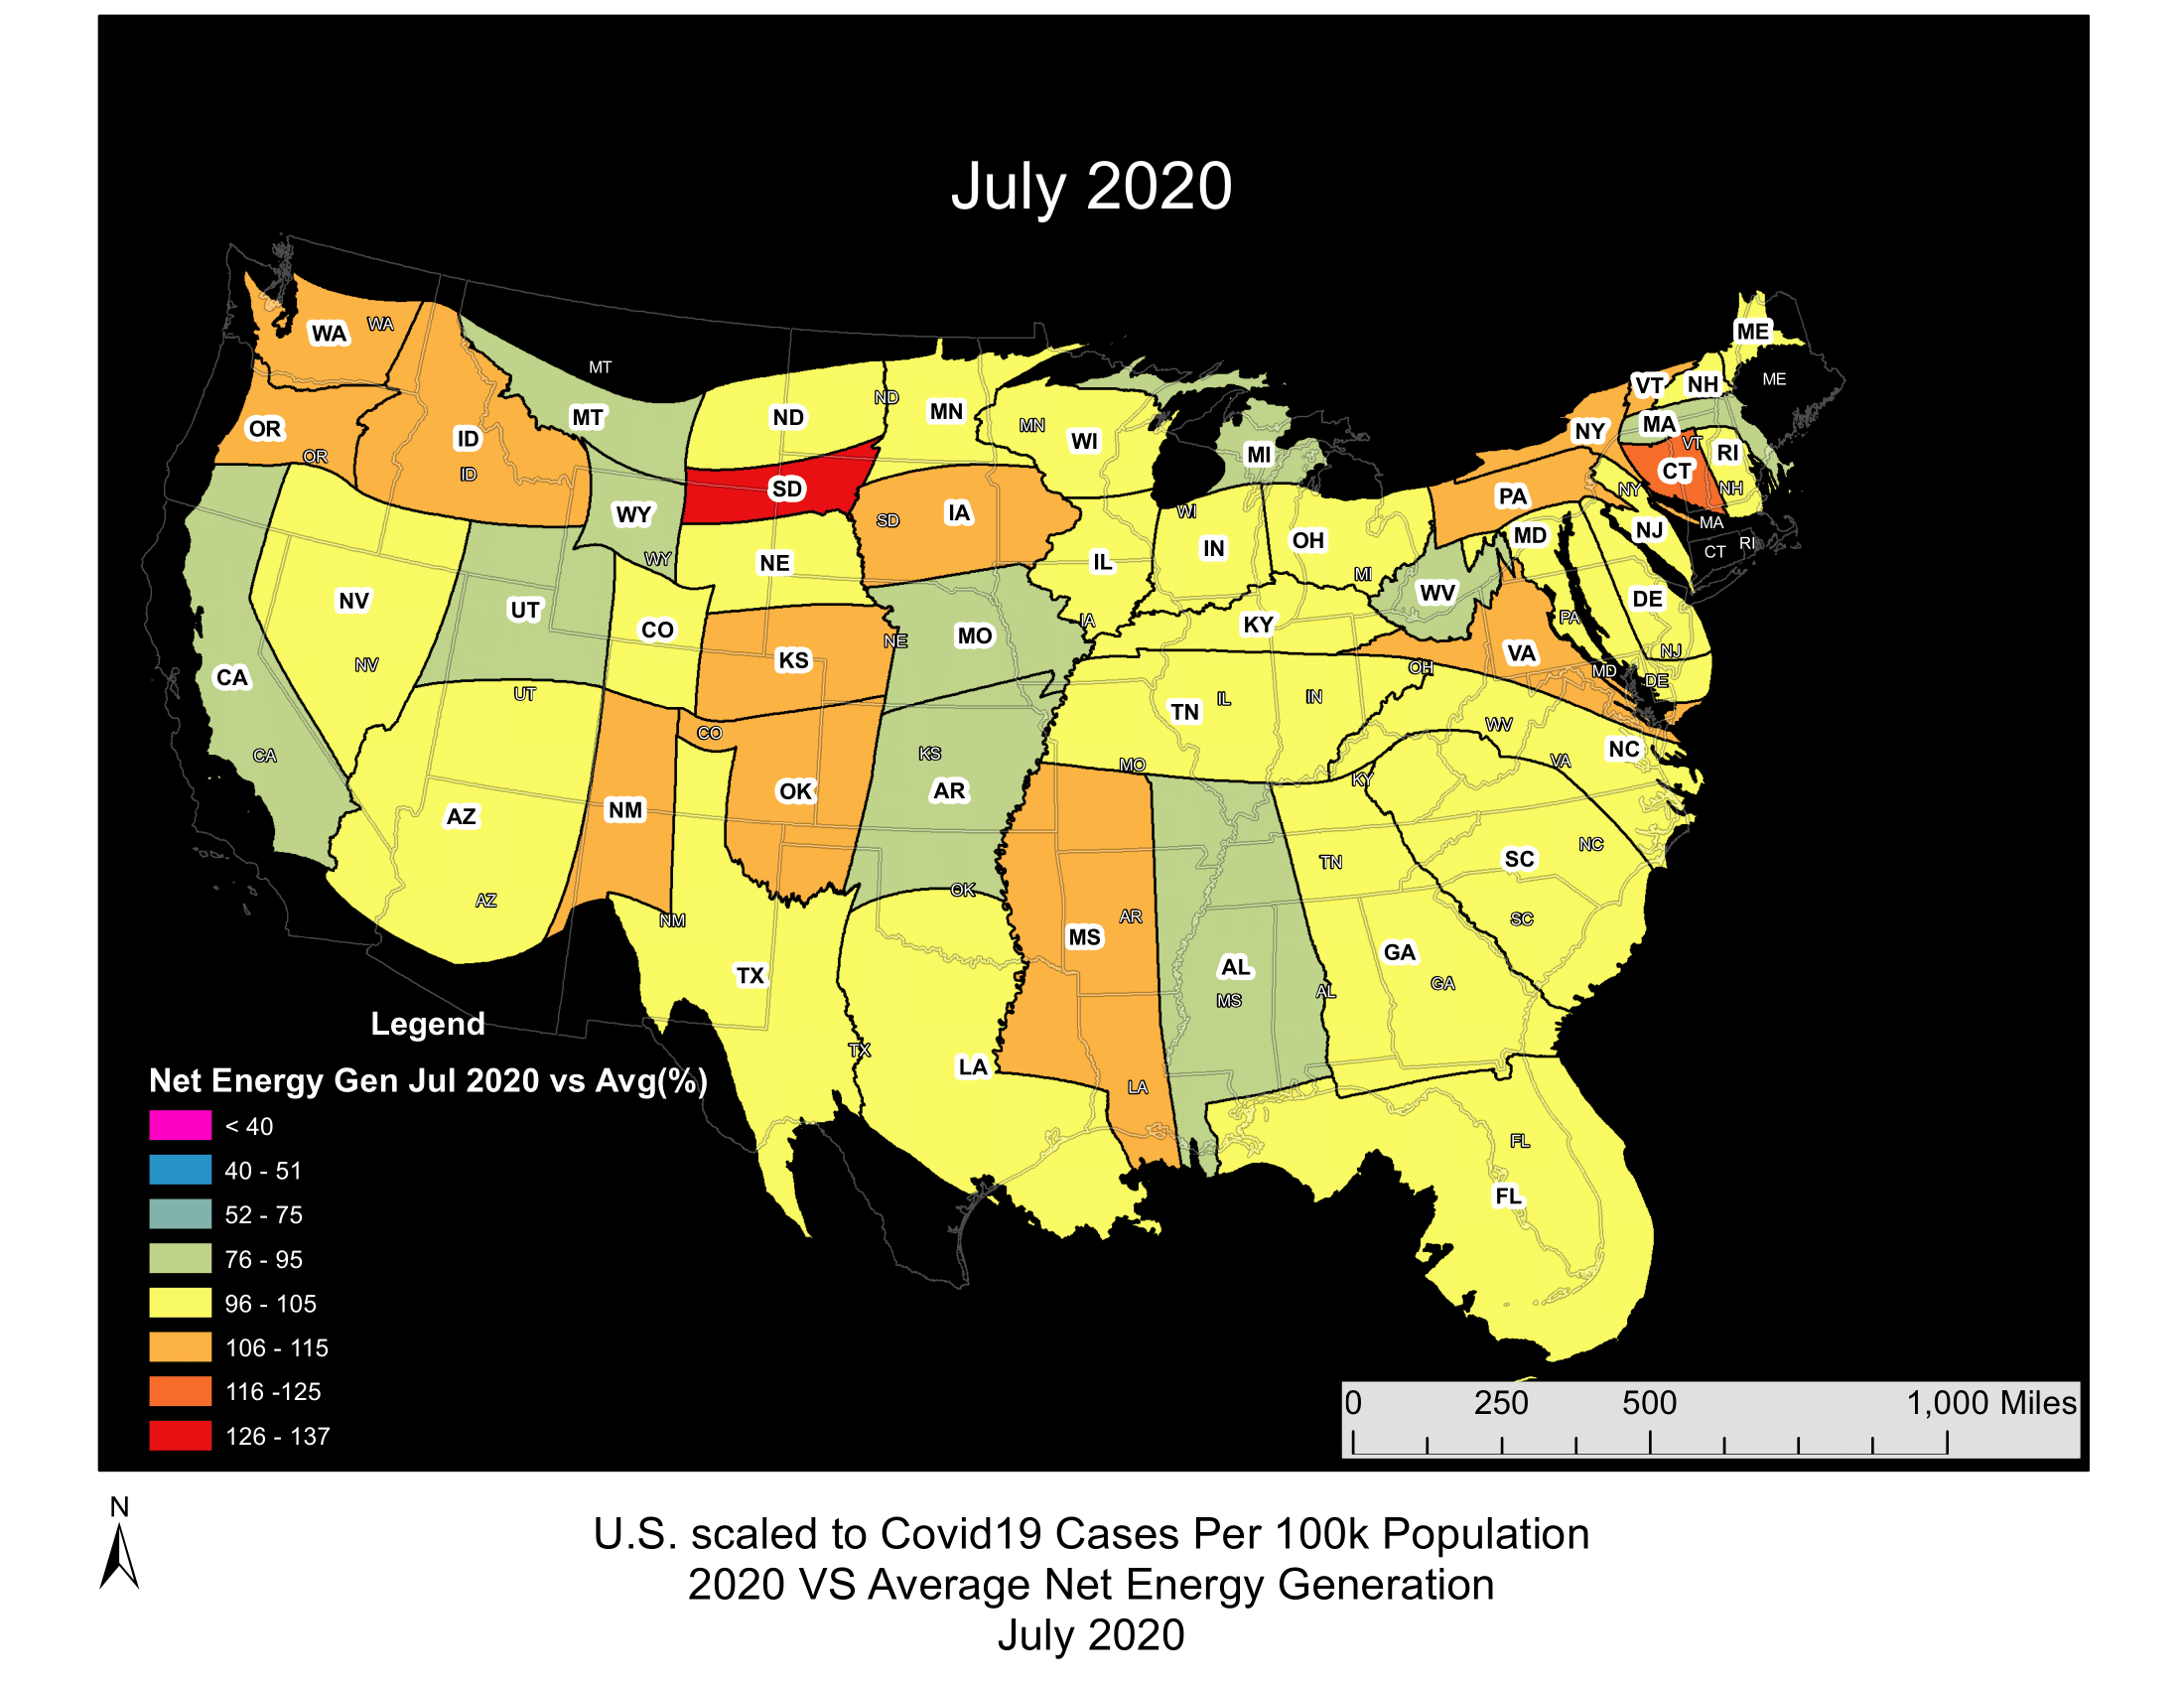 July 2020
WA WA
MT
ME
ME
VT NH
OR
OR
ID
ID
MT
ND ND
MN
MN
WI
MI
NY
MA
VT
CT
RI
NH
NY
WY
WY
SD
SD
IA
WI
IN
OH
MI
PA
MD
NJ
MA
CT RI
NE
IL
IA
WV
DE
PA
NV
NV
UT
UT
CO
CO
KS
NE
MO
KY
VA
OH
NJ
MD
DE
CA
CA
TN
IL
IN
WV
VA
NC
AZ
AZ
NM
NM
OK
OK
KS
AR
MO
KY
TN
SC
SC
NC
TX
TX
LA
LA
MS
AR
AL
MS
AL
GA
GA
FL
FL
Legend
Net Energy Gen Jul 2020 vs Avg(%)
< 40
40 - 51
52 - 75
76 - 95
96 - 105
106 - 115
116 -125
126 - 137
0 250 500 1,000 Miles
N
U.S. scaled to Covid19 Cases Per 100k Population
2020 VS Average Net Energy Generation
July 2020